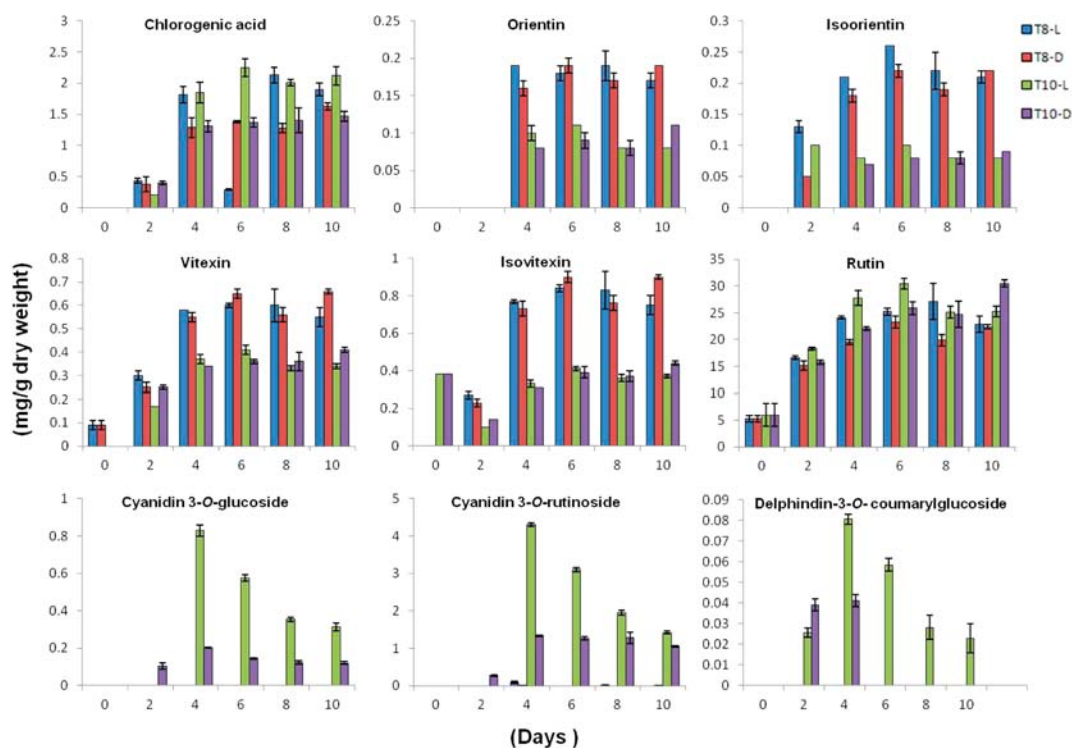 Chlorogenic acid
3
2.5
2
1.5
1
0.5
0
0 2 4 6 8 10
Orientin
0.25
0.2
0.15
0.1
0.05
0
0 2 4 6 8 10
Isoorientin
0.3
0.25
0.2
0.15
0.1
0.05
0
0 2 4 6 8 10
T8-L
T8-D
T10-L
T10-D
(mg/g dry weight)
Vitexin
0.8
0.7
0.6
0.5
0.4
0.3
0.2
0.1
0
0 2 4 6 8 10
Isovitexin
1
0.8
0.6
0.4
0.2
0
0 2 4 6 8 10
Rutin
35
30
25
20
15
10
5
0
0 2 4 6 8 10
Cyanidin 3-O-glucoside
1
0.8
0.6
0.4
0.2
0
0 2 4 6 8 10
Cyanidin 3-O-rutinoside
5
4
3
2
1
0
0 2 4 6 8 10
Delphindin-3-O- coumarylglucoside
0.09
0.08
0.07
0.06
0.05
0.04
0.03
0.02
0.01
0
0 2 4 6 8 10
(Days )